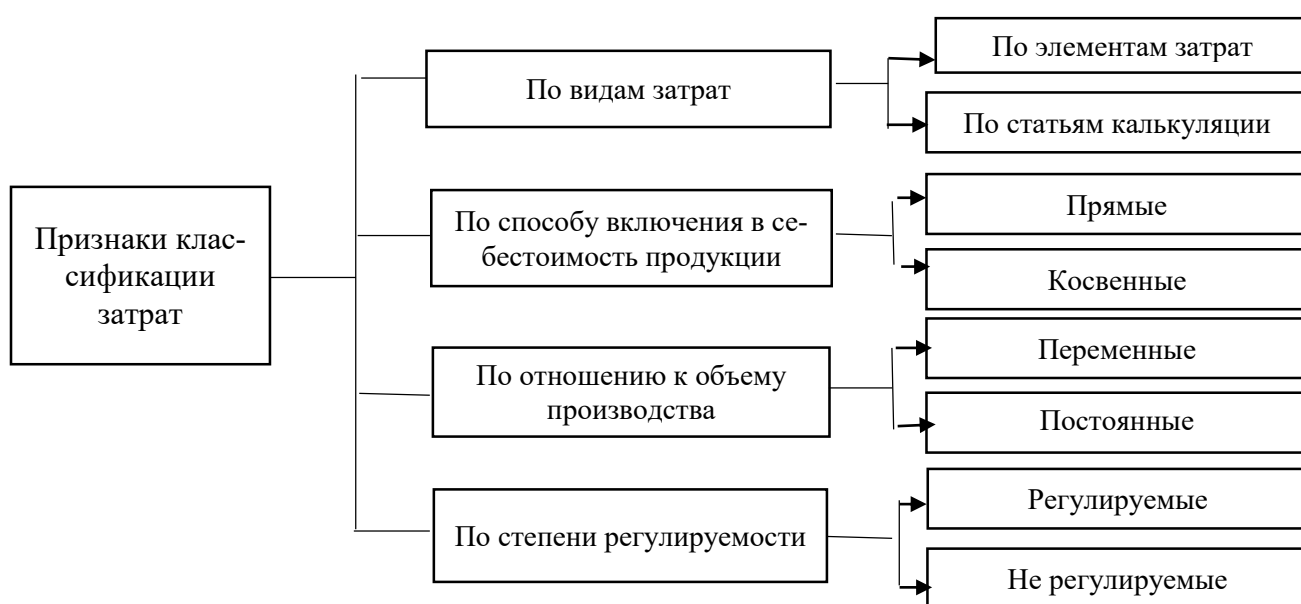 Признаки клас-
сификации
затрат
По видам затрат
По элементам затрат
По статьям калькуляции
По способу включения в се-
бестоимость продукции
Прямые
Косвенные
По отношению к объему
производства
Переменные
Постоянные
По степени регулируемости
Регулируемые
Не регулируемые